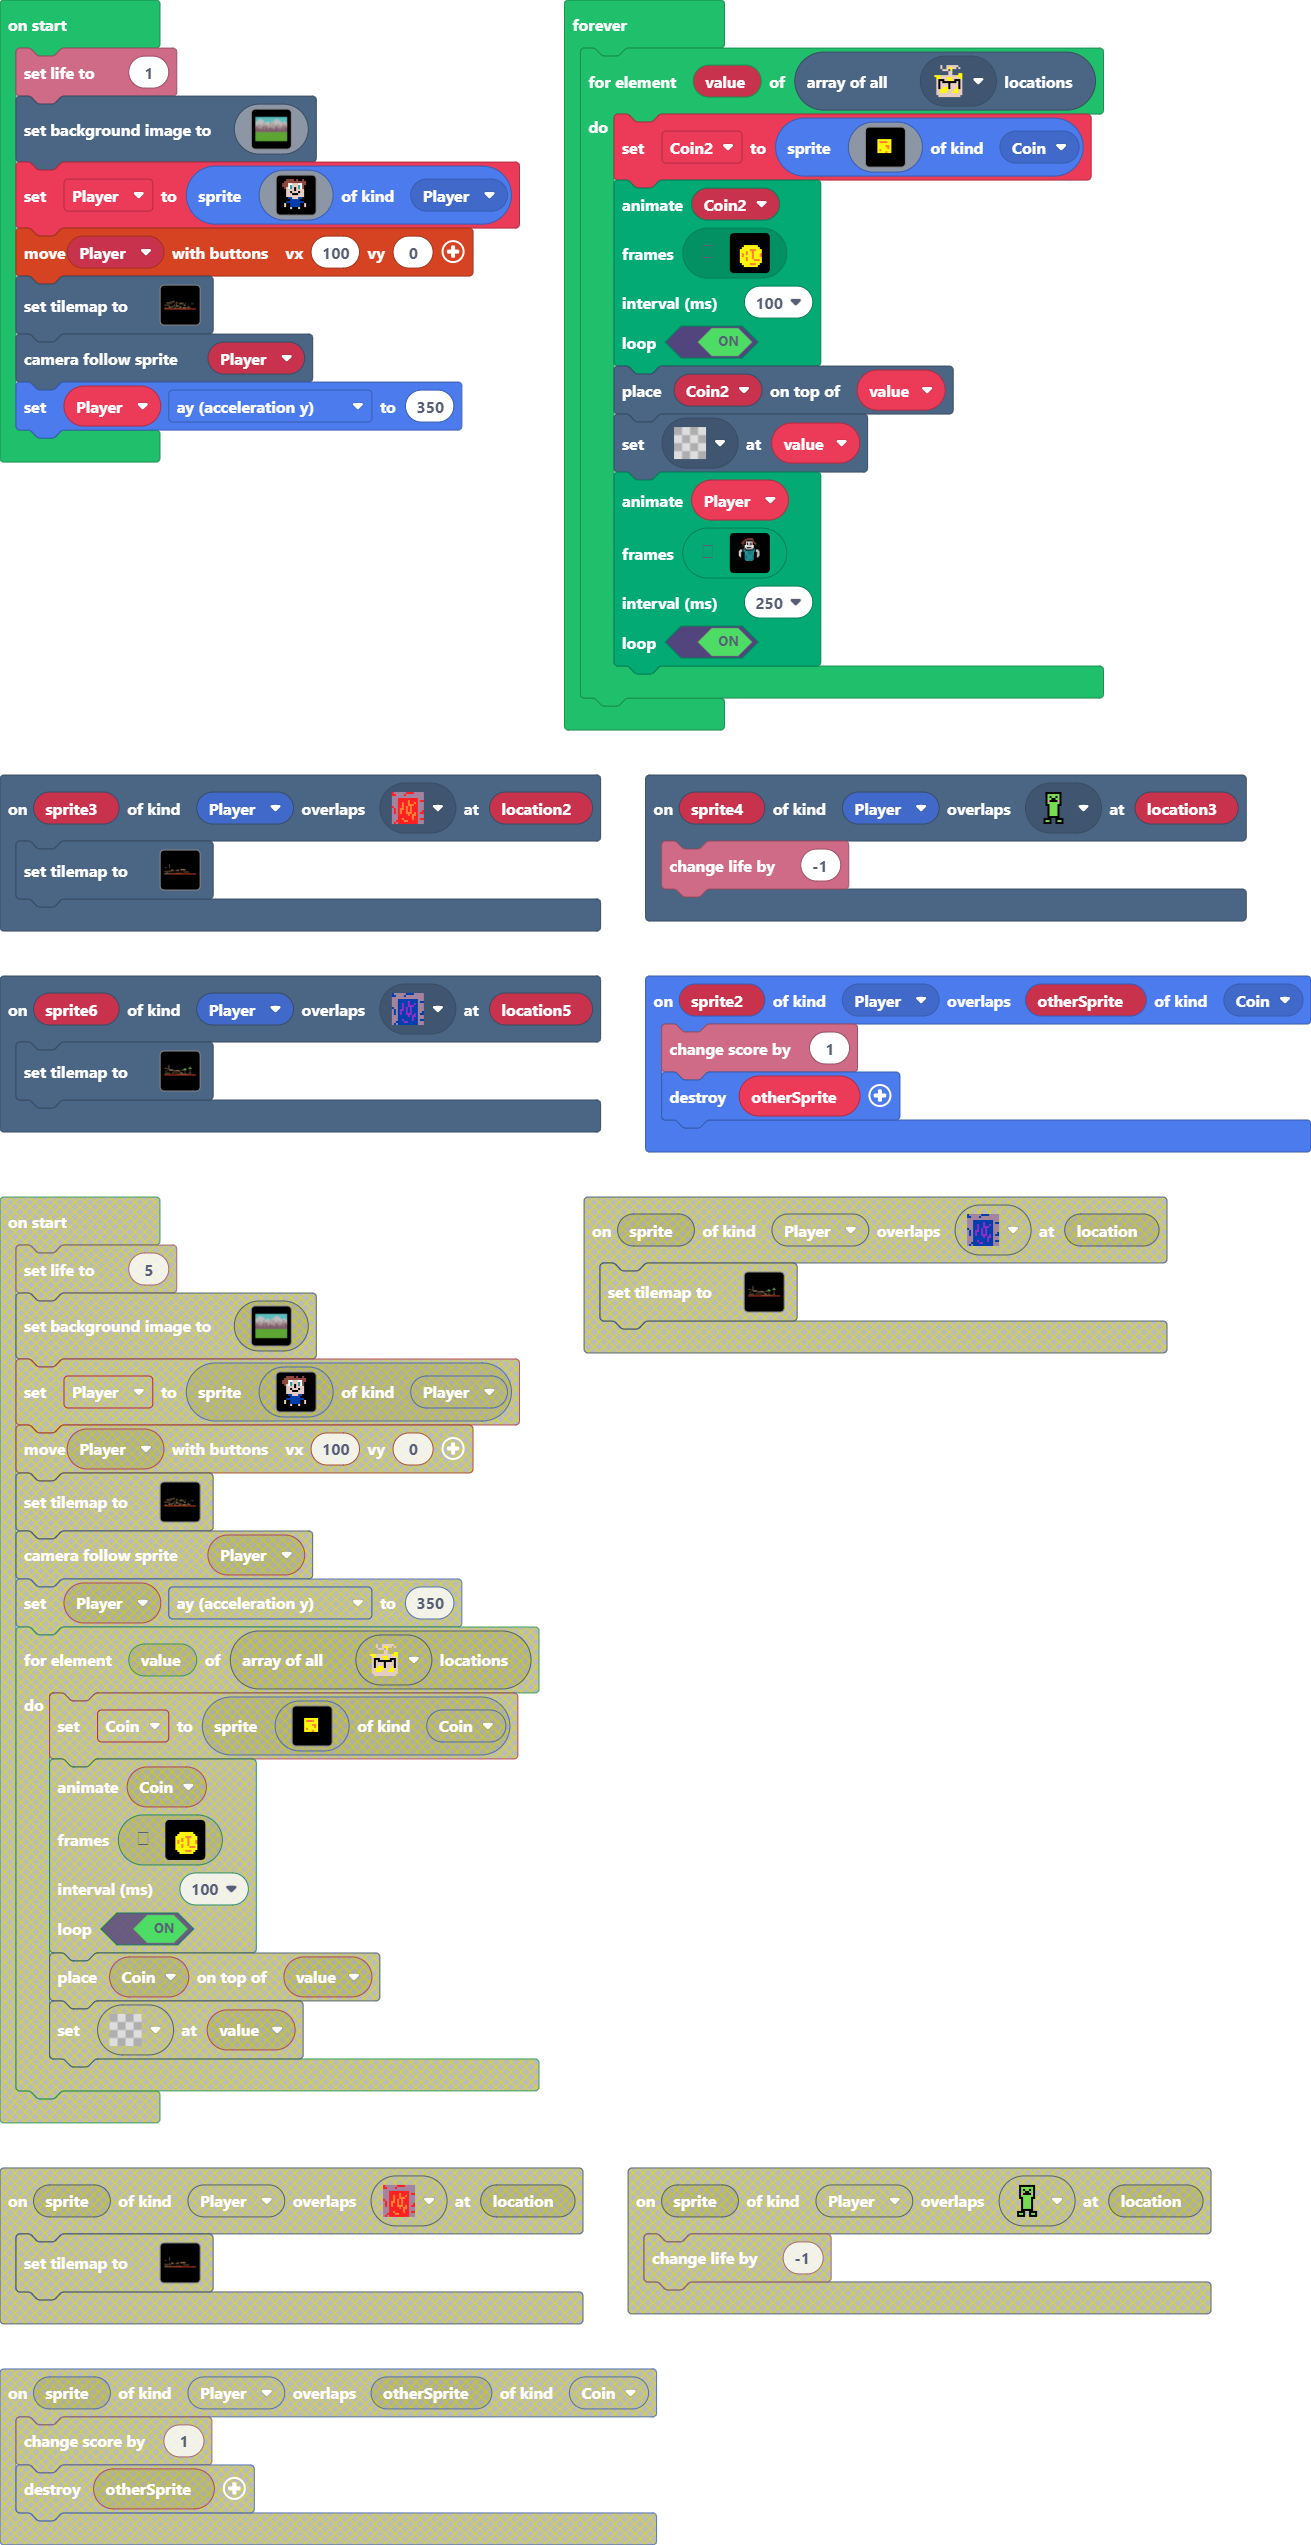 on start
set life to 1
set background image to
set Player to sprite of kind Player
move Player with buttons vx 100 vy 0
set tilemap to
camera follow sprite Player
set Player ay (acceleration y) to 350
forever
for element value of array of all locations
do
set Coin2 to sprite of kind Coin
animate Coin2
frames
interval (ms) 100
loop ON
place Coin2 on top of value
set at value
animate Player
frames
interval (ms) 250
loop ON
on sprite3 of kind Player overlaps at location2
set tilemap to
on sprite4 of kind Player overlaps at location3
change life by -1
on sprite6 of kind Player overlaps at location5
set tilemap to
on sprite2 of kind Player overlaps otherSprite of kind Coin
change score by 1
destroy otherSprite
on start
set life to 5
set background image to
set Player to sprite of kind Player
move Player with buttons vx 100 vy 0
set tilemap to
camera follow sprite Player
set Player ay (acceleration y) to 350
for element value of array of all locations
do
set Coin to sprite of kind Coin
animate Coin
frames
interval (ms) 100
loop ON
place Coin on top of value
set at value
on sprite of kind Player overlaps at location
set tilemap to
on sprite of kind Player overlaps at location
set tilemap to
on sprite of kind Player overlaps at location
change life by -1
on sprite of kind Player overlaps otherSprite of kind Coin
change score by 1
destroy otherSprite